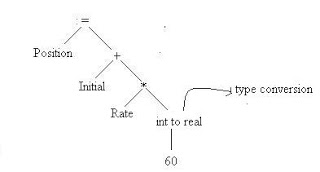 :=
Position
+
Initial
*
type conversion
Rate
int to real
60